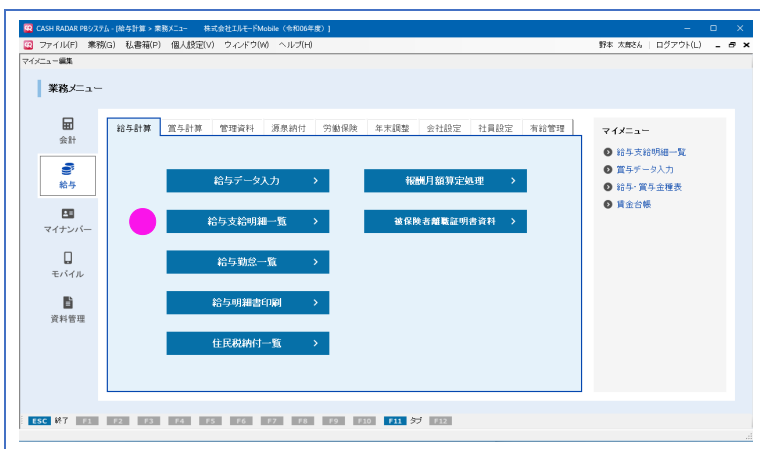 CASH RADAR PBシステム - [給与計算 > 業務メニュー 株式会社エルモードMobile（令和006年度）]
ファイル(F) 業務(G) 私書箱(P) 個人設定(V) ウィンドウ(W) ヘルプ(H) 野本 太郎さん ログアウト(L)
マイメニュー編集
業務メニュー
給与計算 賞与計算 管理資料 源泉納付 労働保険 年末調整 会社設定 社員設定 有給管理
会計
給与
マイナンバー
モバイル
資料管理
給与データ入力 報酬月額算定処理
給与支給明細一覧 被保険者離職証明書資料
給与勤怠一覧
給与明細書印刷
住民税納付一覧
マイメニュー
給与支給明細一覧
賞与データ入力
給与･賞与金種表
賃金台帳
ESC 終了 F1 F2 F3 F4 F5 F6 F7 F8 F9 F10 F11 タブ F12